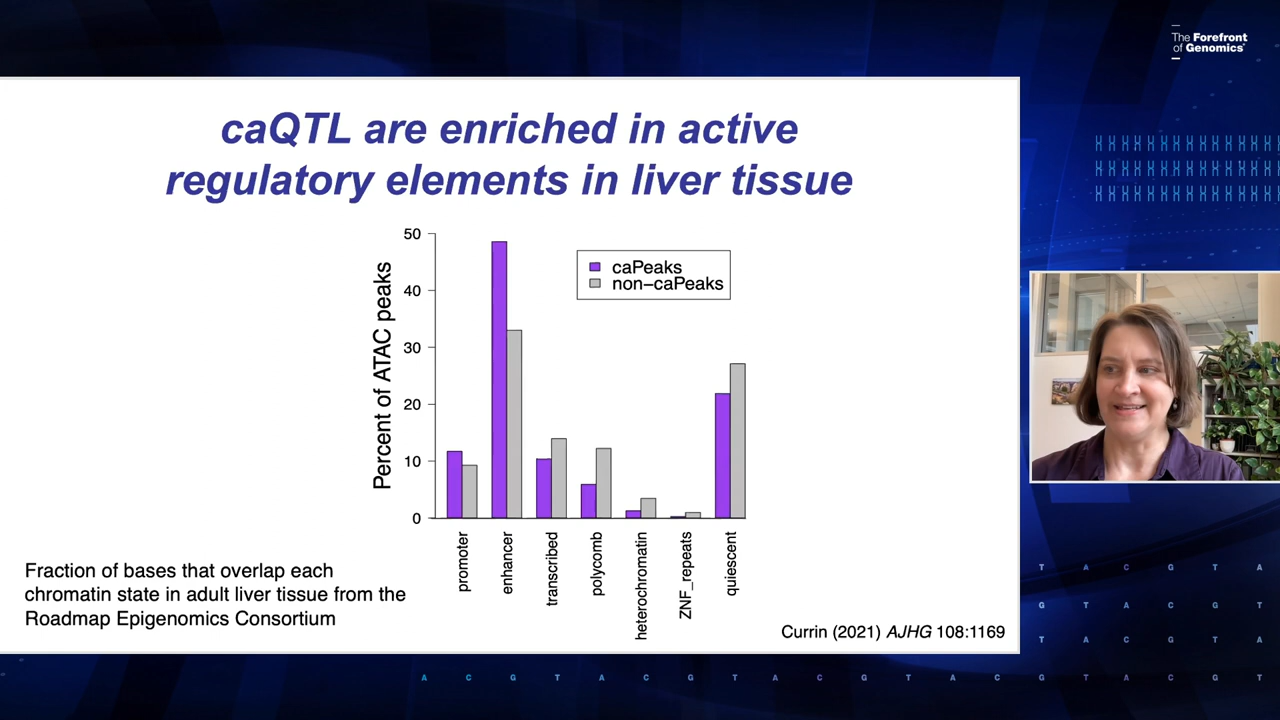 The Forefront
of Genomics
caQTL are enriched in active
regulatory elements in liver tissue
Percent of ATAC peaks
50
40
30
20
10
0
caPeaks
non−caPeaks
promoter
enhancer
transcribed
polycomb
heterochromatin
ZNF_repeats
quiescent
Fraction of bases that overlap each
chromatin state in adult liver tissue from the
Roadmap Epigenomics Consortium
Currin (2021) AJHG 108:1169
T A C G T A
G T A C G T
T A C G T A
A C G T A C G T A C G T A C G T A C G T